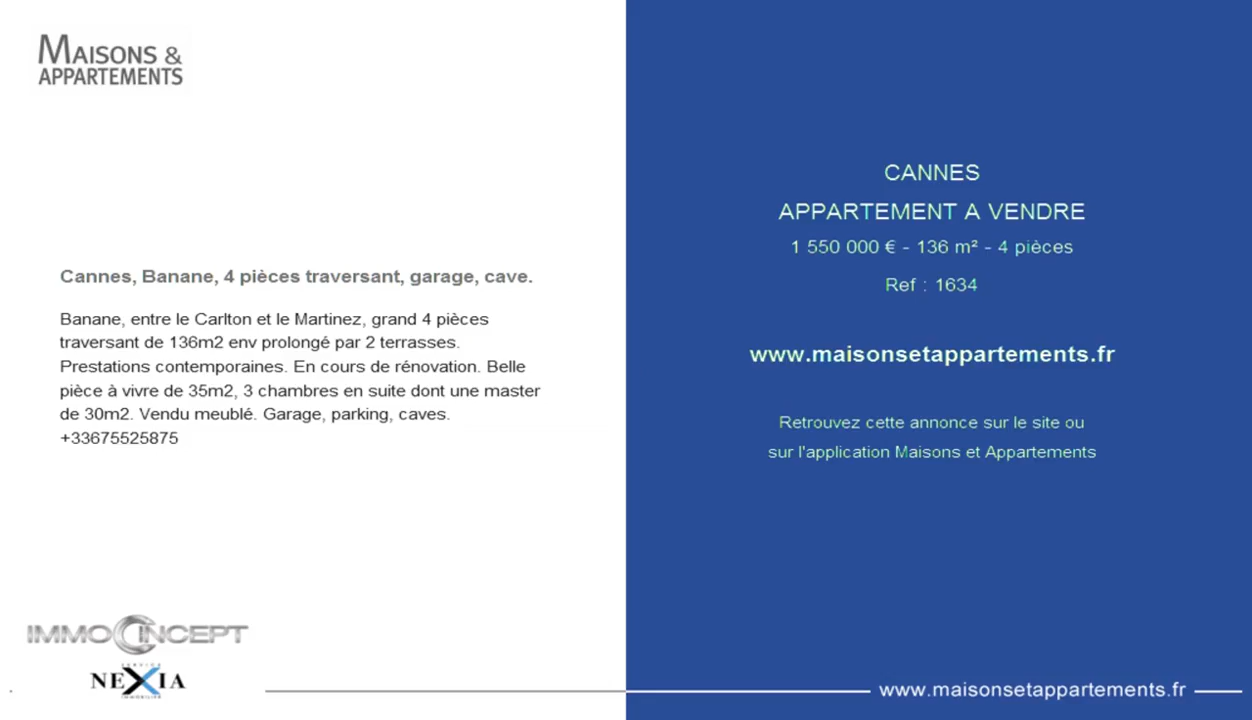 MAISONS &
APPARTEMENTS
Cannes, Banane, 4 pièces traversant, garage, cave.
Banane, entre le Carlton et le Martinez, grand 4 pièces
traversant de 136m2 env prolongé par 2 terrasses.
Prestations contemporaines. En cours de rénovation. Belle
pièce à vivre de 35m2, 3 chambres en suite dont une master
de 30m2. Vendu meublé. Garage, parking, caves.
+33675525875
IMMOCONCEPT
SERVICE
NEXIA
IMMOBILIER
CANNES
APPARTEMENT A VENDRE
1 550 000 € - 136 m² - 4 pièces
Ref : 1634
www.maisonsetappartements.fr
Retrouvez cette annonce sur le site ou
sur l'application Maisons et Appartements
www.maisonsetappartements.fr